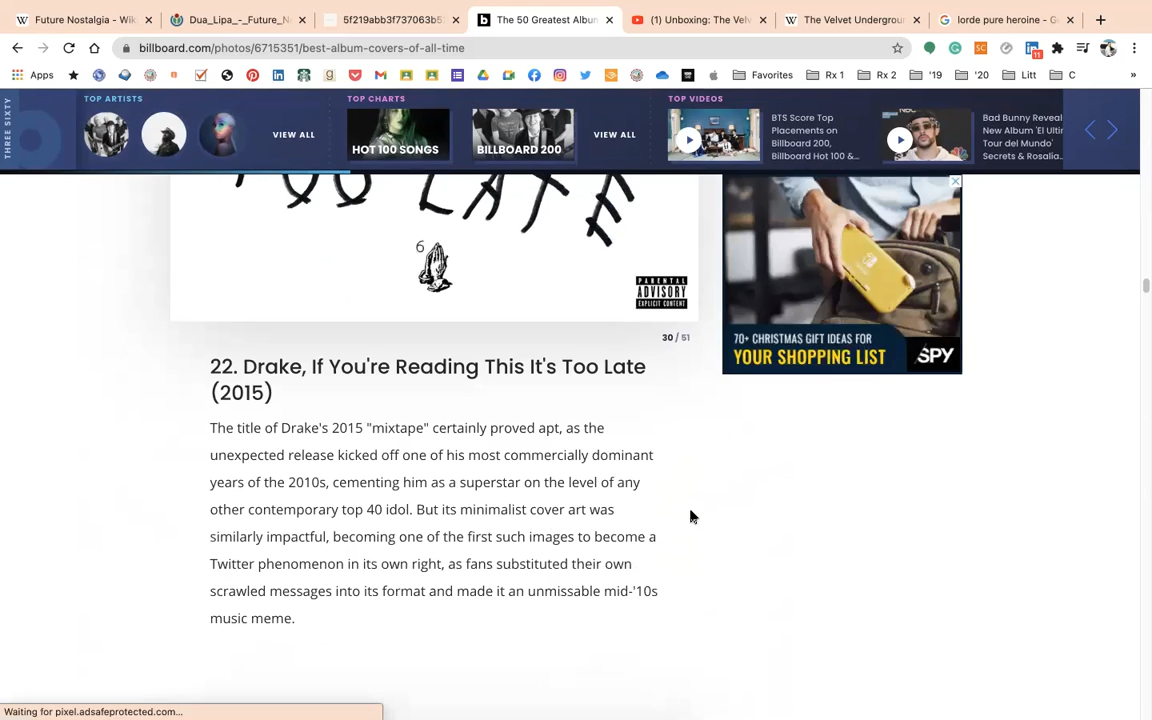 Future Nostalgia - Wik
Dua_Lipa_-_Future_N
5f219abb3f737063b5
The 50 Greatest Album
(1) Unboxing: The Velv
The Velvet Undergroun
lorde pure heroine - G
billboard.com/photos/6715351/best-album-covers-of-all-time
11
Apps
Favorites
Rx 1
Rx 2
'19
'20
Litt
C
»
THREE SIXTY
TOP ARTISTS
VIEW ALL
TOP CHARTS
HOT 100 SONGS
BILLBOARD 200
VIEW ALL
TOP VIDEOS
BTS Score Top
Placements on
Billboard 200,
Billboard Hot 100 &...
Bad Bunny Reveal
New Album 'El Últir
Tour del Mundo'
Secrets & Rosalía..
TOO LATE
6
PARENTAL
ADVISORY
EXPLICIT CONTENT
70+ CHRISTMAS GIFT IDEAS FOR
YOUR SHOPPING LIST
SPY
30 / 51
22. Drake, If You're Reading This It's Too Late
(2015)
The title of Drake's 2015 "mixtape" certainly proved apt, as the
unexpected release kicked off one of his most commercially dominant
years of the 2010s, cementing him as a superstar on the level of any
other contemporary top 40 idol. But its minimalist cover art was
similarly impactful, becoming one of the first such images to become a
Twitter phenomenon in its own right, as fans substituted their own
scrawled messages into its format and made it an unmissable mid-'10s
music meme.
Waiting for pixel.adsafeprotected.com...